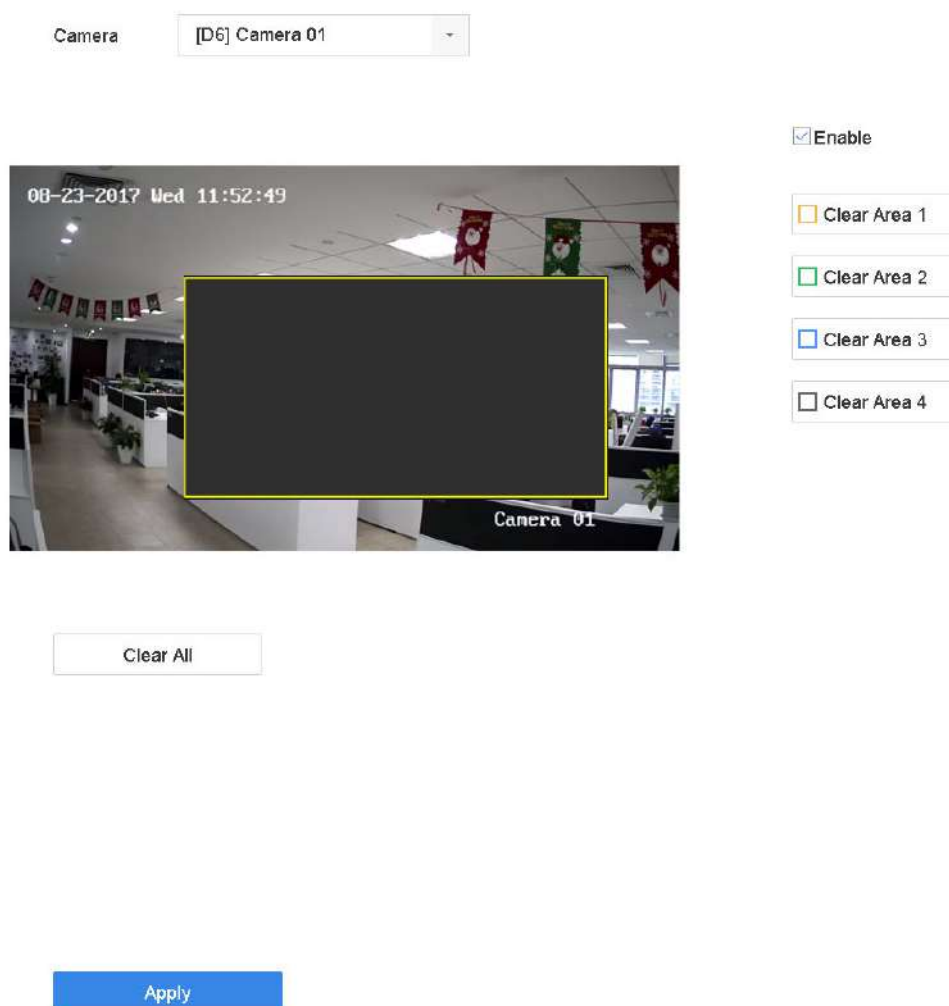 Camera
[D6] Camera 01
Enable
08-23-2017 Wed 11:52:49
Clear Area 1
Clear Area 2
Clear Area 3
Clear Area 4
Camera 01
Clear All
Apply